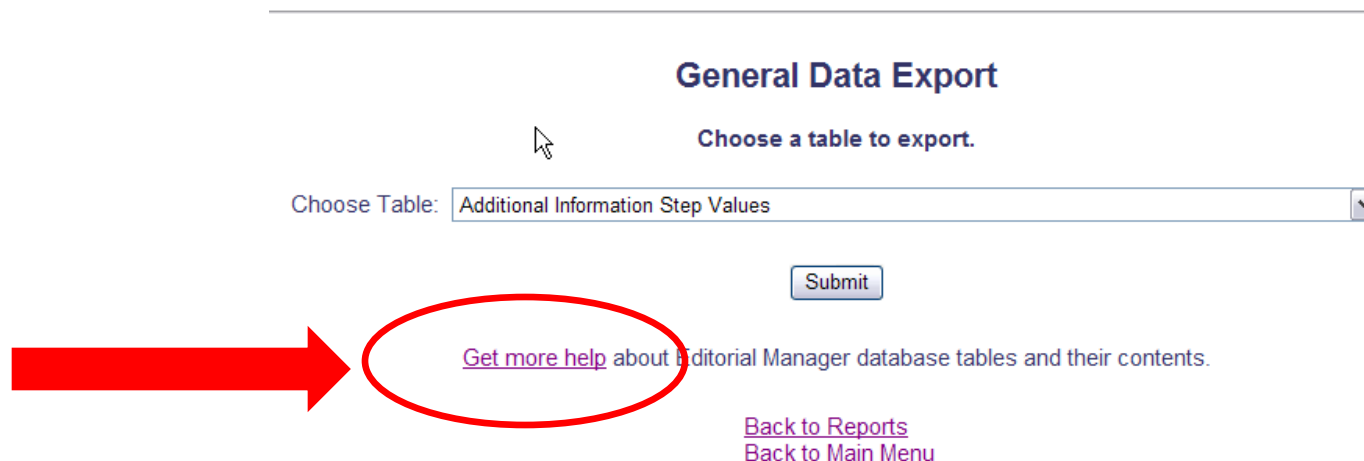 General Data Export
Choose a table to export.
Choose Table: Additional Information Step Values
Submit
Get more help about Editorial Manager database tables and their contents.
Back to Reports
Back to Main Menu